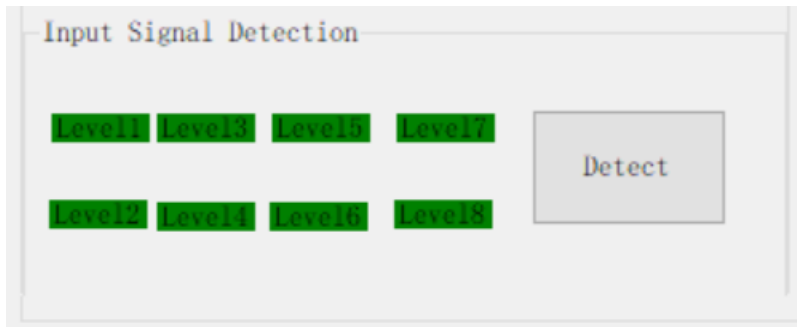 Input Signal Detection
Level1 Level3 Level5 Level7
Detect
Level2 Level4 Level6 Level8